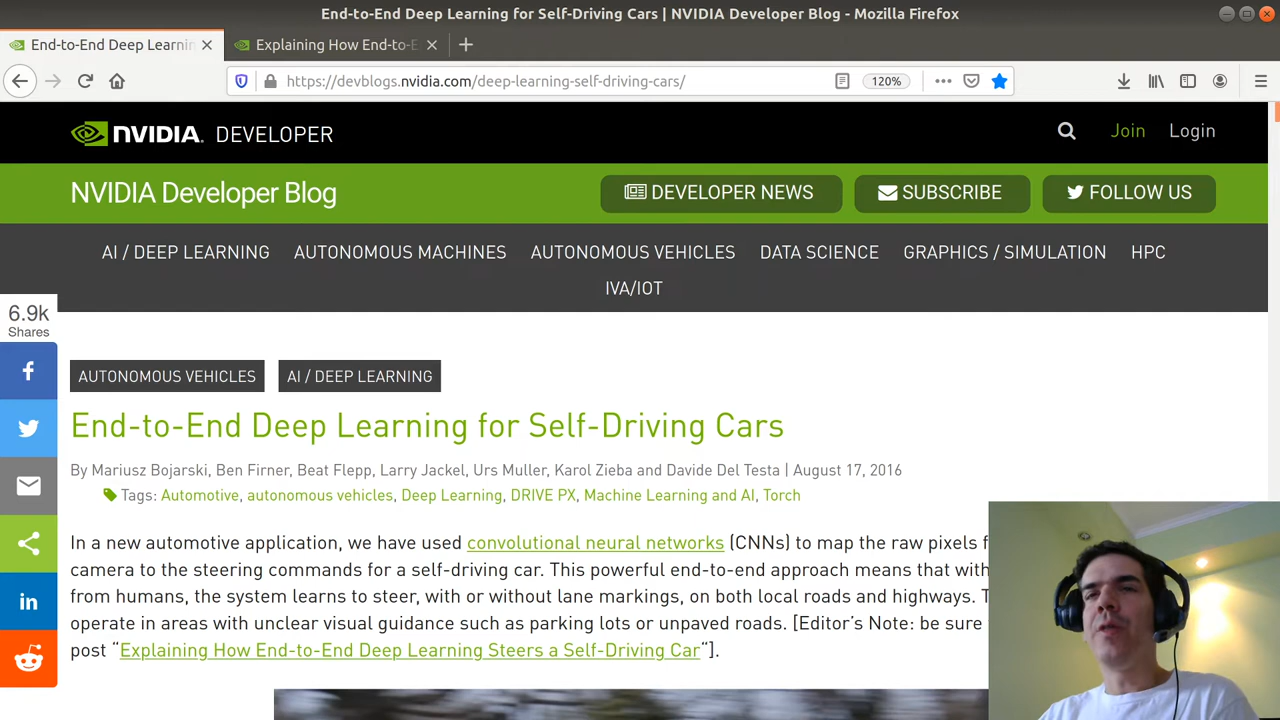 End-to-End Deep Learning for Self-Driving Cars | NVIDIA Developer Blog - Mozilla Firefox
End-to-End Deep Learnin
Explaining How End-to-E
https://devblogs.nvidia.com/deep-learning-self-driving-cars/
120%
NVIDIA. DEVELOPER
Join
Login
NVIDIA Developer Blog
DEVELOPER NEWS
SUBSCRIBE
FOLLOW US
AI / DEEP LEARNING
AUTONOMOUS MACHINES
AUTONOMOUS VEHICLES
DATA SCIENCE
GRAPHICS / SIMULATION
HPC
IVA/IOT
6.9k
Shares
AUTONOMOUS VEHICLES
AI / DEEP LEARNING
End-to-End Deep Learning for Self-Driving Cars
By Mariusz Bojarski, Ben Firner, Beat Flepp, Larry Jackel, Urs Muller, Karol Zieba and Davide Del Testa | August 17, 2016
Tags: Automotive, autonomous vehicles, Deep Learning, DRIVE PX, Machine Learning and AI, Torch
In a new automotive application, we have used convolutional neural networks (CNNs) to map the raw pixels f
camera to the steering commands for a self-driving car. This powerful end-to-end approach means that with
from humans, the system learns to steer, with or without lane markings, on both local roads and highways. T
operate in areas with unclear visual guidance such as parking lots or unpaved roads. [Editor's Note: be sure
post “Explaining How End-to-End Deep Learning Steers a Self-Driving Car“].